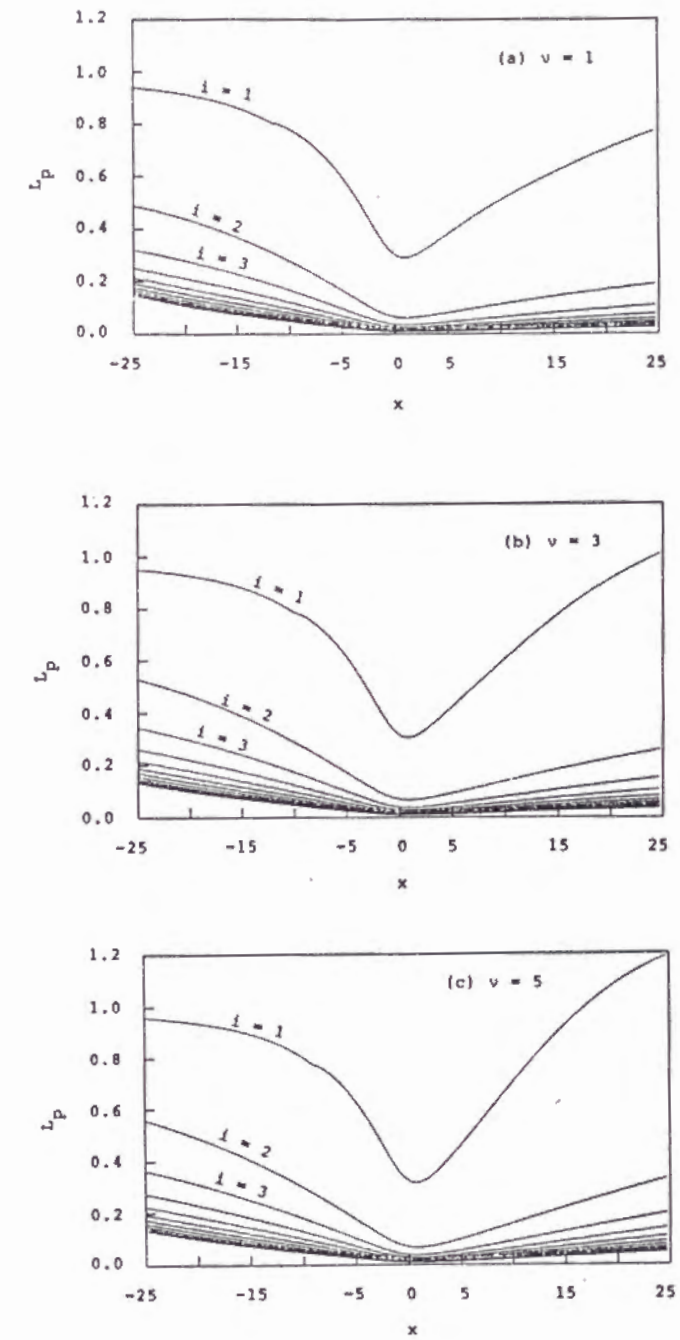 1.2
(a) ν = 1
1.0
i = 1
0.8
L_p
0.6
i = 2
0.4
i = 3
0.2
0.0
-25 -15 -5 0 5 15 25
x
1.2
(b) ν = 3
1.0
i = 1
0.8
L_p
0.6
i = 2
0.4
i = 3
0.2
0.0
-25 -15 -5 0 5 15 25
x
1.2
(c) ν = 5
1.0
i = 1
0.8
L_p
0.6
i = 2
0.4
i = 3
0.2
0.0
-25 -15 -5 0 5 15 25
x